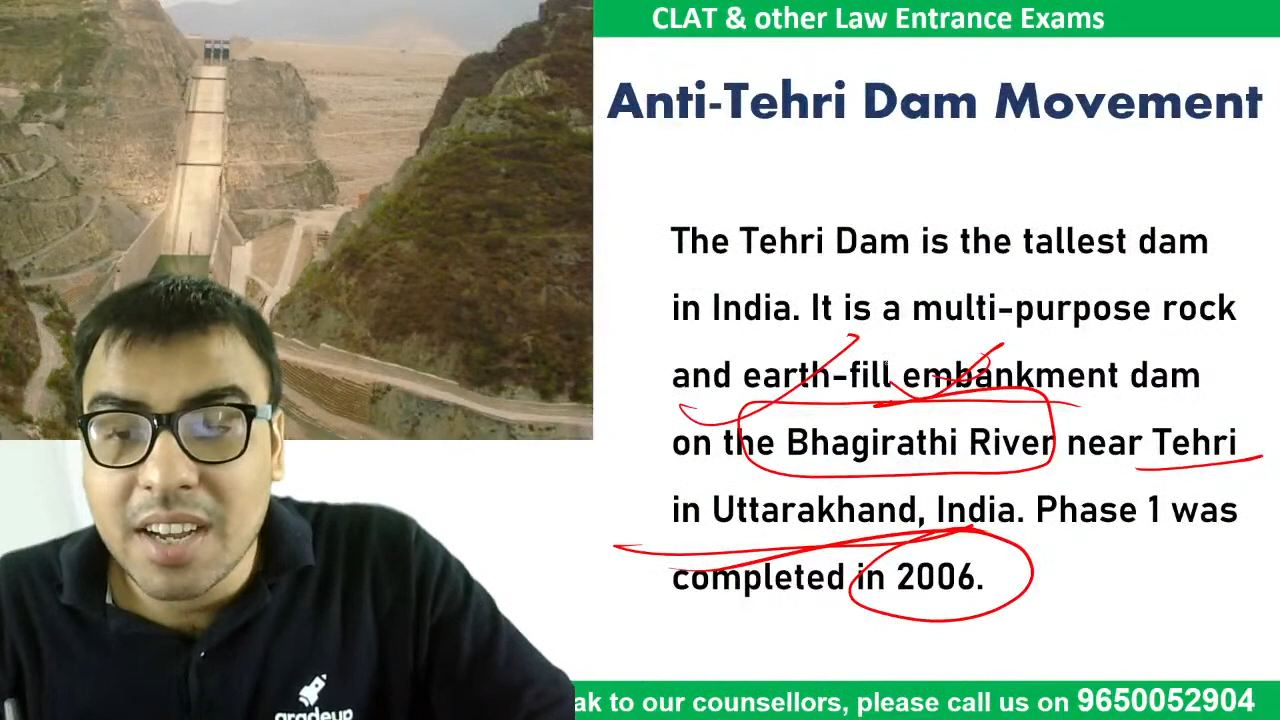 CLAT & other Law Entrance Exams
Anti-Tehri Dam Movement
The Tehri Dam is the tallest dam
in India. It is a multi-purpose rock
and earth-fill embankment dam
on the Bhagirathi River near Tehri
in Uttarakhand, India. Phase 1 was
completed in 2006.
to our counsellors, please call us on 9650052904
gradeup